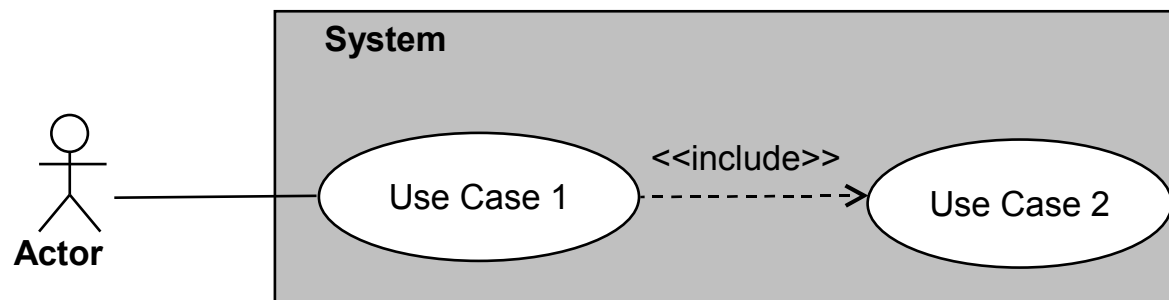 System
<<include>>
Use Case 1
Use Case 2
Actor